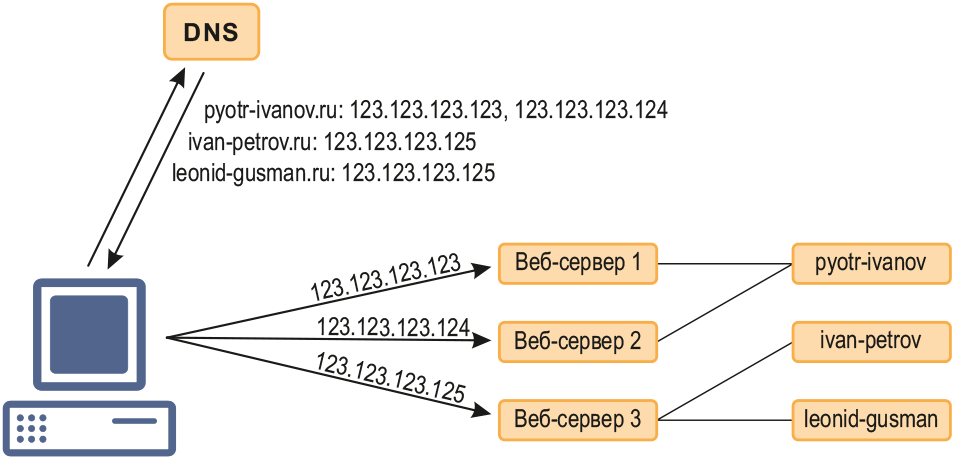 DNS
pyotr-ivanov.ru: 123.123.123.123, 123.123.123.124
ivan-petrov.ru: 123.123.123.125
leonid-gusman.ru: 123.123.123.125
123.123.123.123
Веб-сервер 1
pyotr-ivanov
123.123.123.124
Веб-сервер 2
ivan-petrov
123.123.123.125
Веб-сервер 3
leonid-gusman